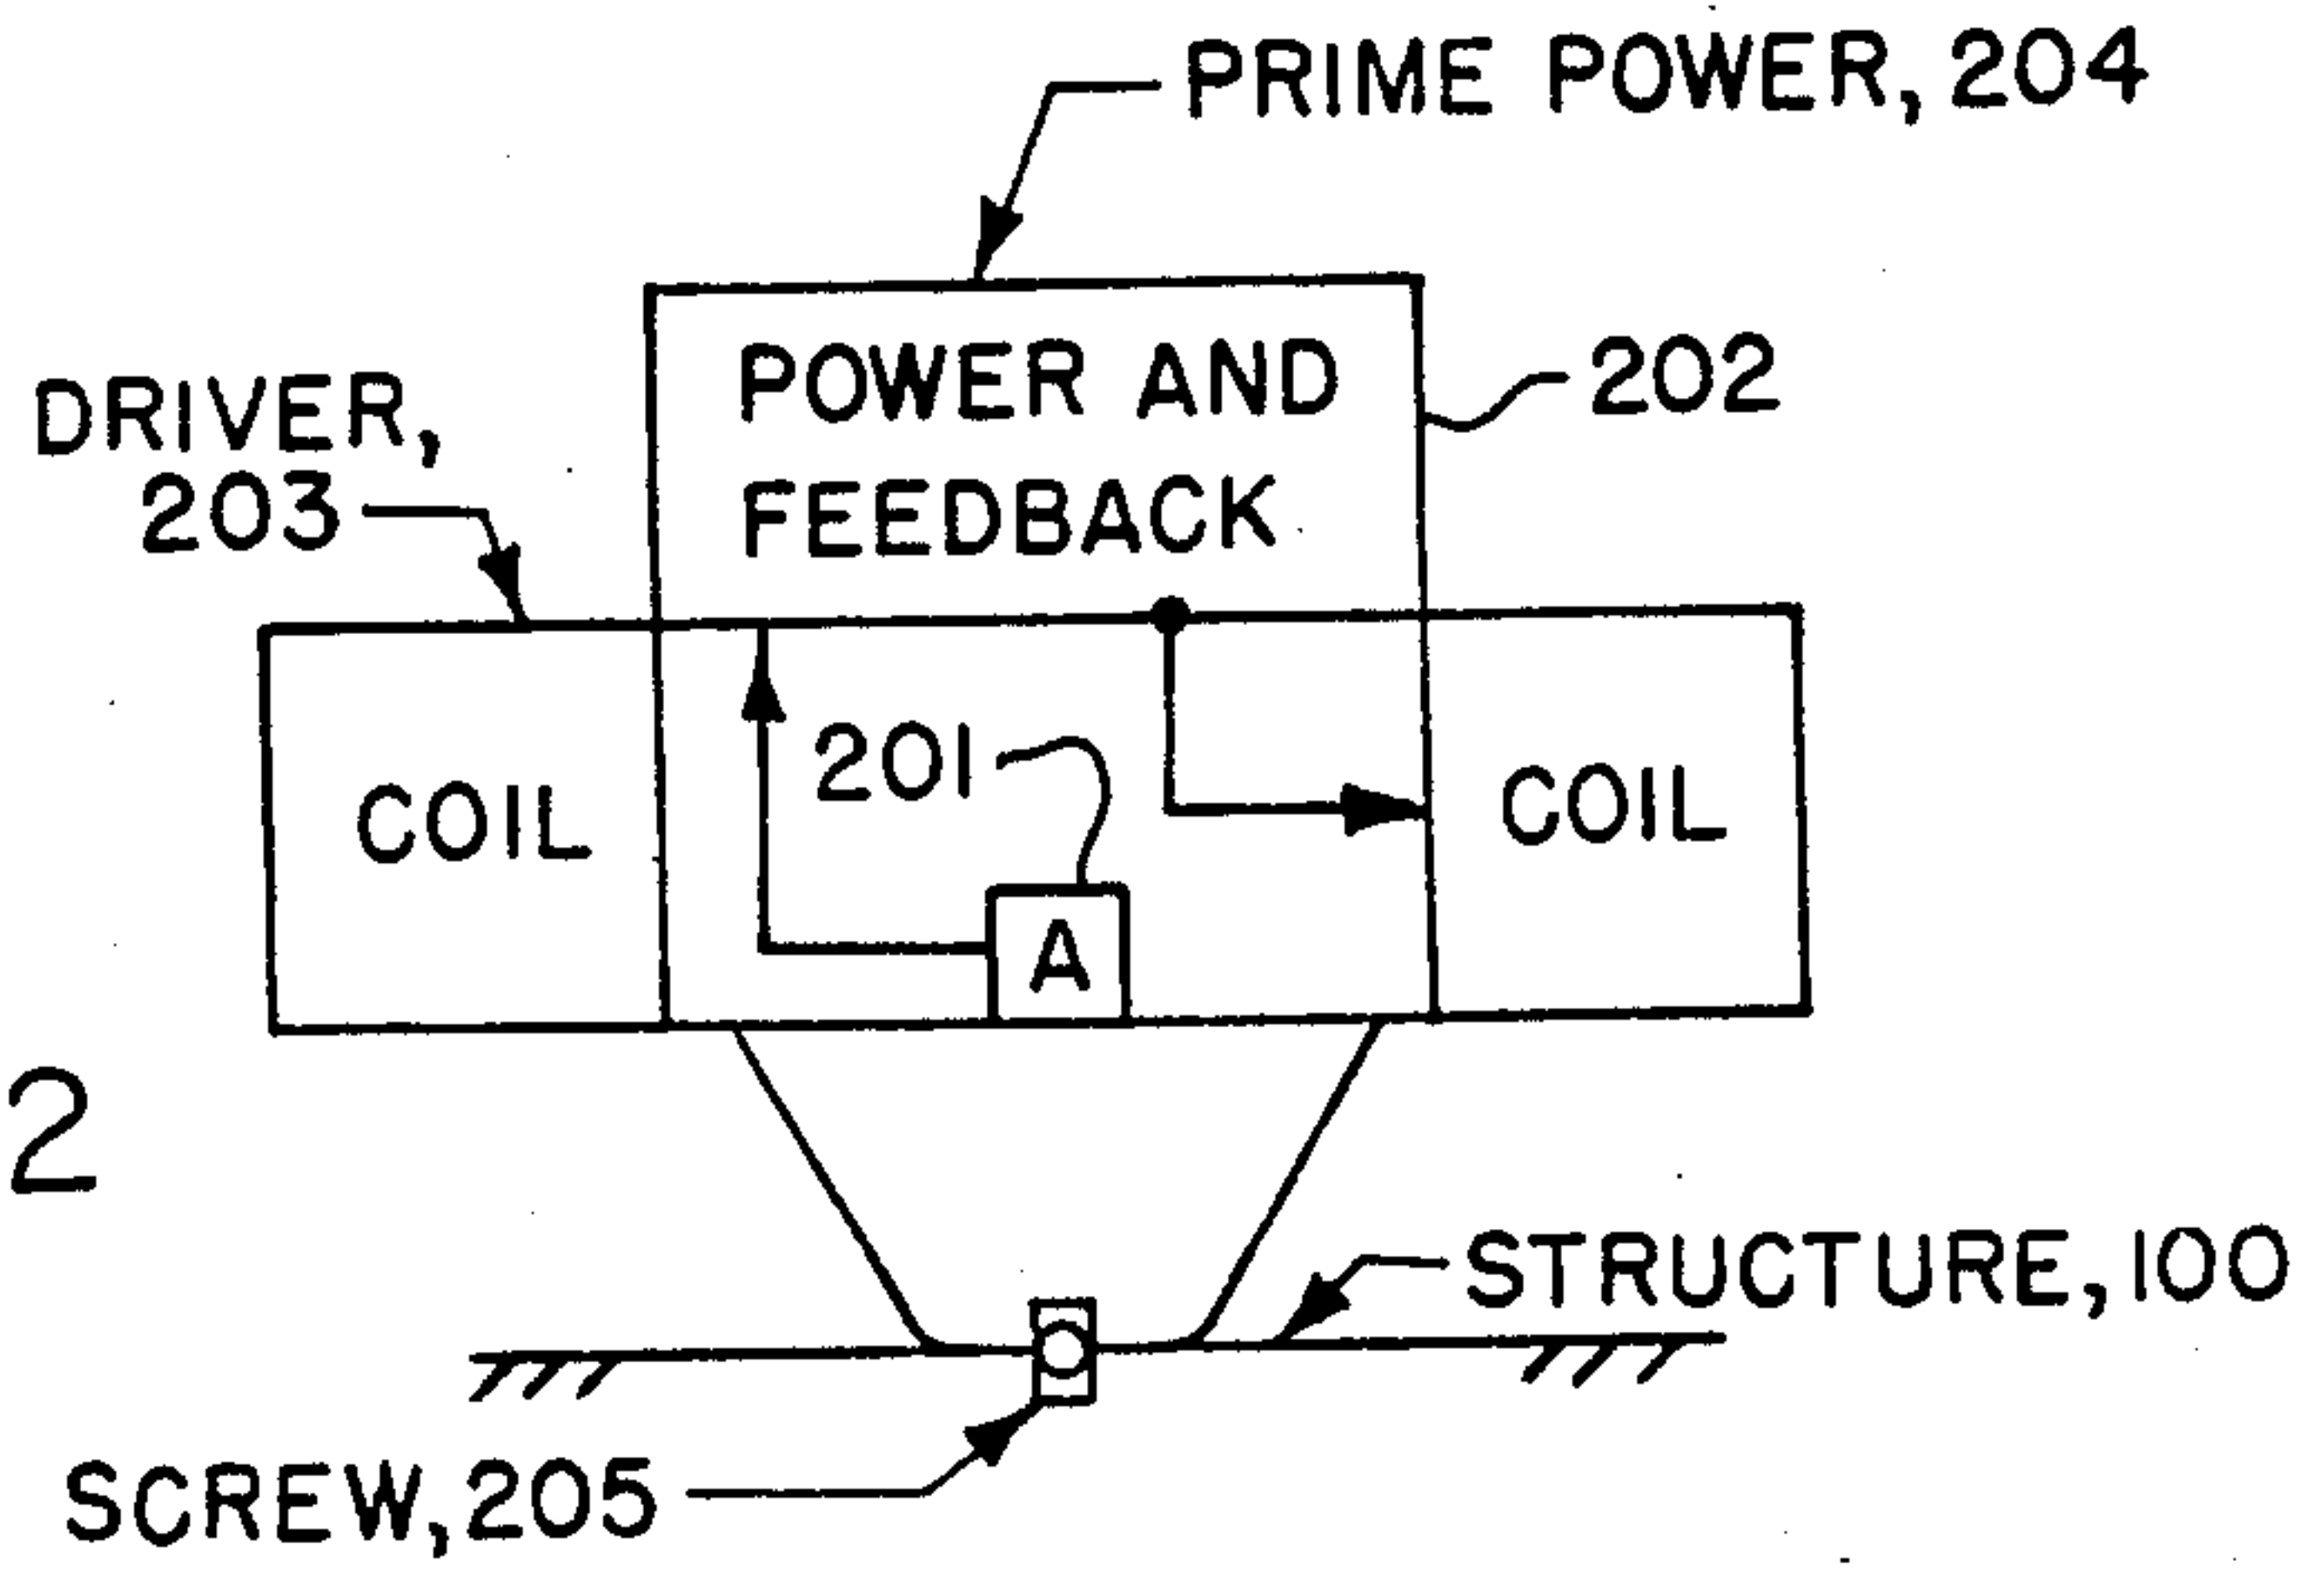 PRIME POWER, 204
POWER AND
FEEDBACK
202
DRIVER,
203
COIL
201
COIL
A
2
STRUCTURE, 100
SCREW, 205